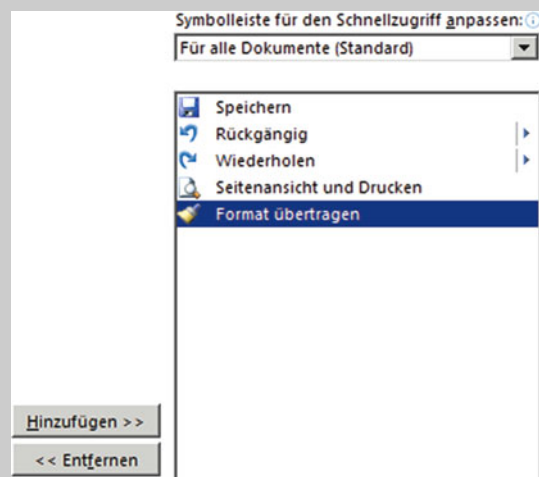 Symbolleiste für den Schnellzugriff anpassen:
Für alle Dokumente (Standard)
Speichern
Rückgängig
Wiederholen
Seitenansicht und Drucken
Format übertragen
Hinzufügen >>
<< Entfernen